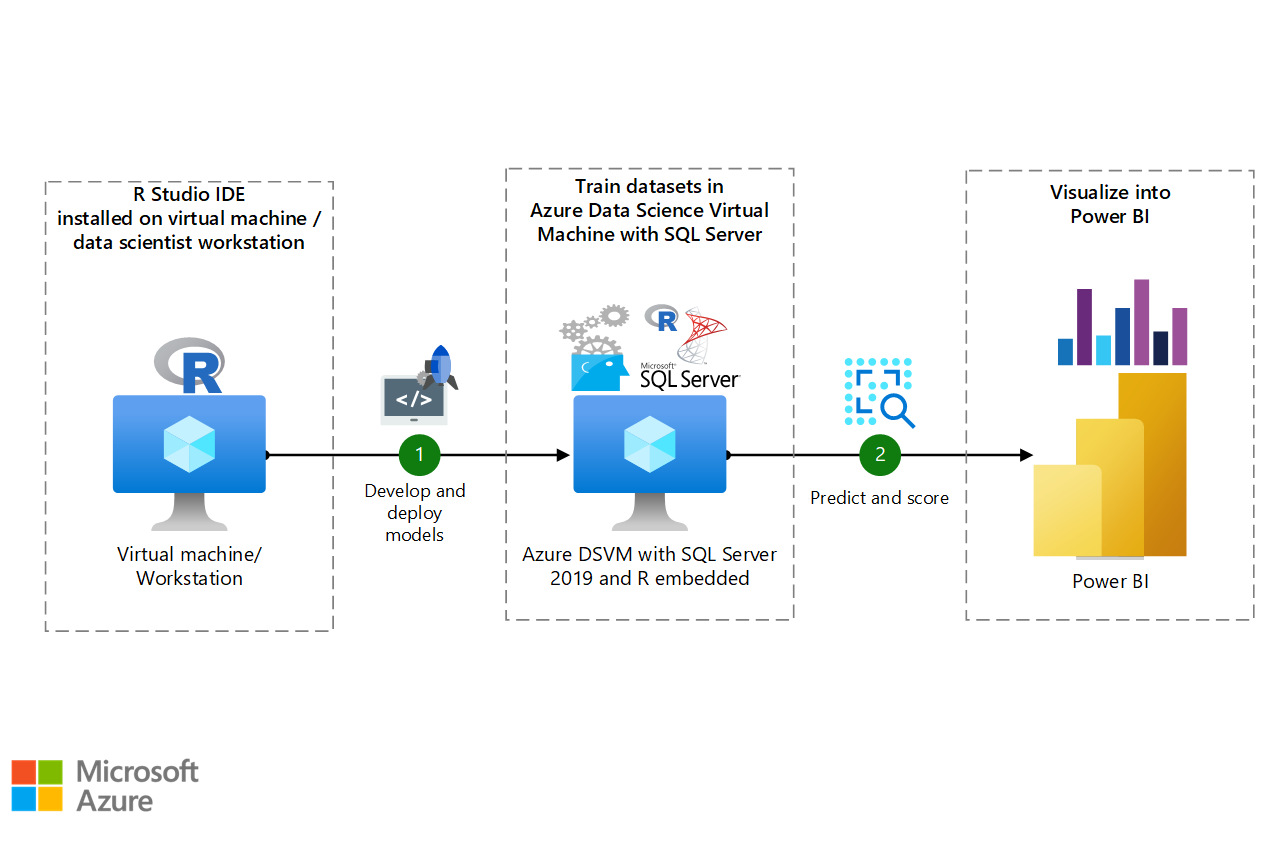 R Studio IDE
installed on virtual machine /
data scientist workstation
Virtual machine/
Workstation
</>
1
Develop and
deploy
models
Train datasets in
Azure Data Science Virtual
Machine with SQL Server
R
Microsoft®
SQL Server
Azure DSVM with SQL Server
2019 and R embedded
2
Predict and score
Visualize into
Power BI
Power BI
R
Microsoft
Azure